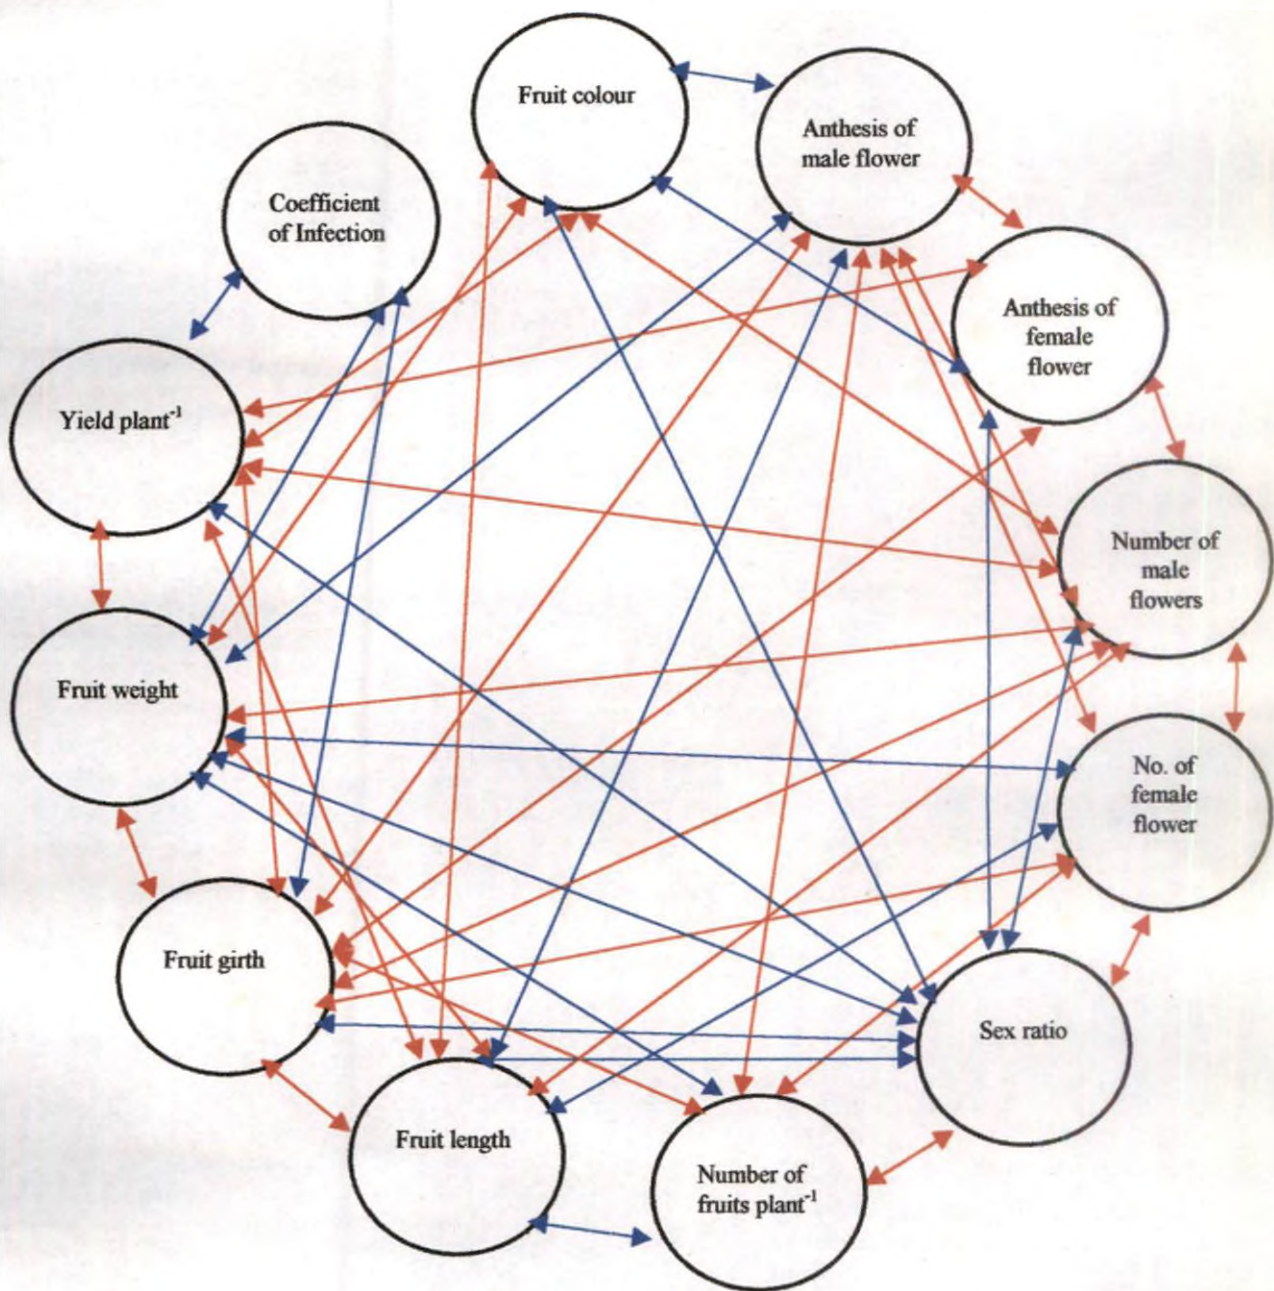 Fruit colour
Anthesis of
male flower
Coefficient
of Infection
Anthesis of
female
flower
Yield plant⁻¹
Number of
male
flowers
Fruit weight
No. of
female
flower
Fruit girth
Sex ratio
Fruit length
Number of
fruits plant⁻¹